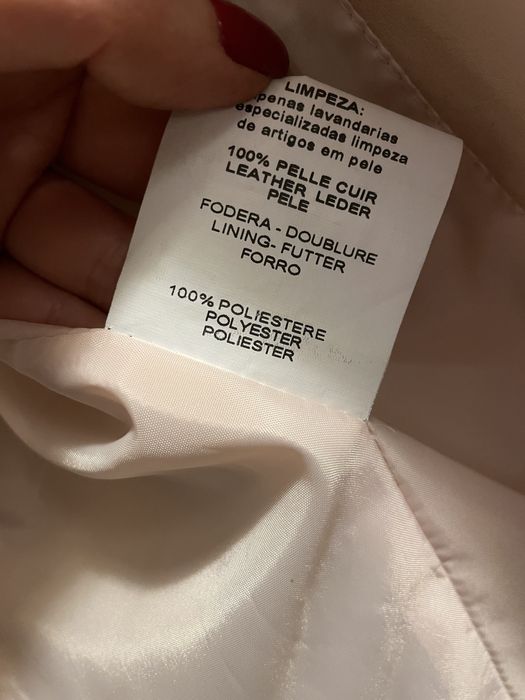 LIMPEZA:
penas lavandarias
especializadas limpeza
de artigos em pele
100% PELLE CUIR
LEATHER LEDER
PELE
FODERA - DOUBLURE
LINING- FUTTER
FORRO
100% POLIESTERE
POLYESTER
POLIESTER